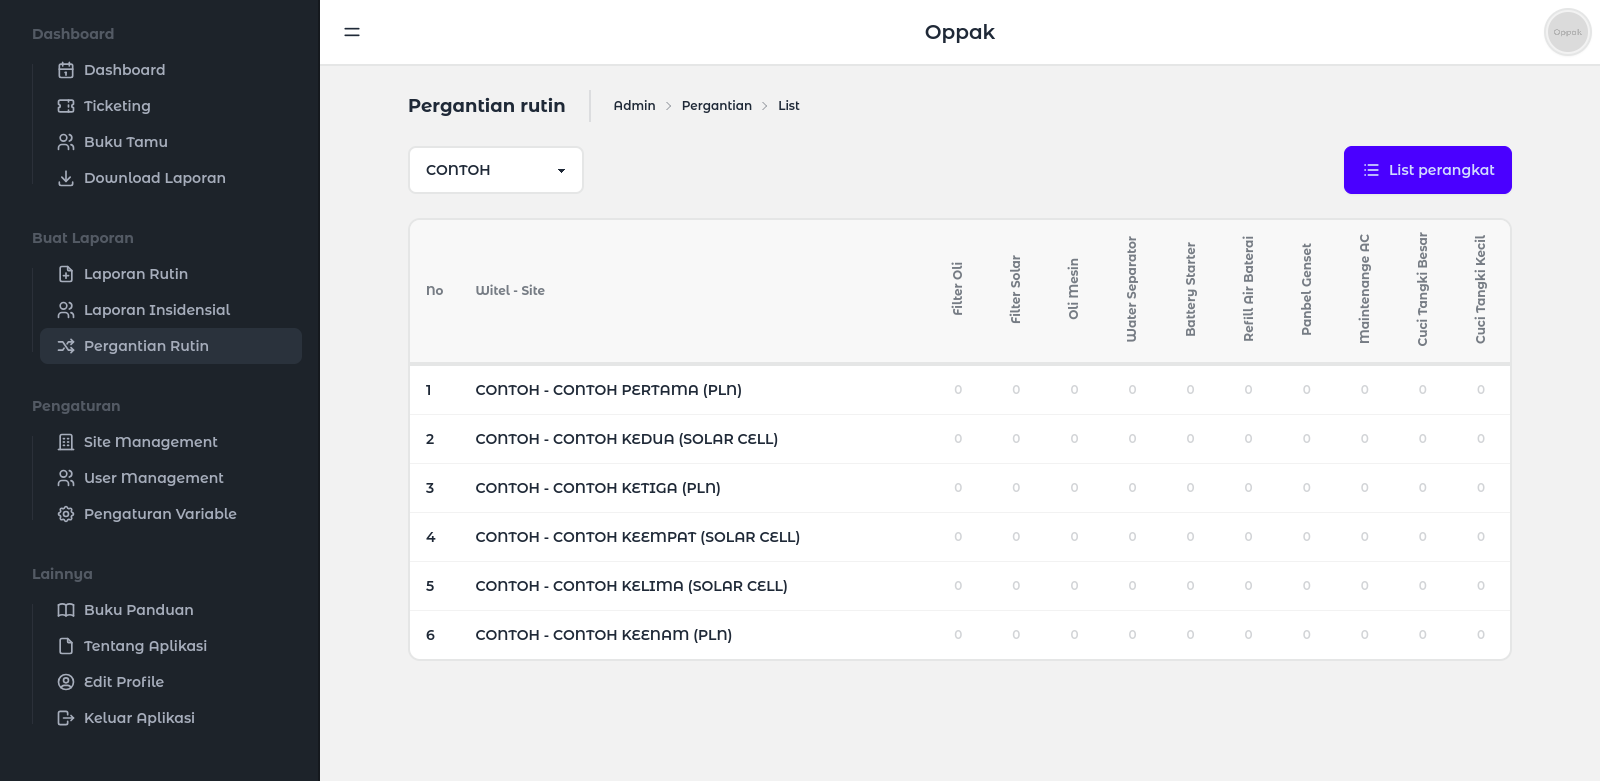 Dashboard
Dashboard
Ticketing
Buku Tamu
Download Laporan
Buat Laporan
Laporan Rutin
Laporan Insidensial
Pergantian Rutin
Pengaturan
Site Management
User Management
Pengaturan Variable
Lainnya
Buku Panduan
Tentang Aplikasi
Edit Profile
Keluar Aplikasi
Oppak
Oppak
Pergantian rutin
Admin > Pergantian > List
CONTOH
List perangkat
No Witel - Site Filter Oli Filter Solar Oli Mesin Water Separator Battery Starter Refill Air Baterai Panbel Genset Maintenange AC Cuci Tangki Besar Cuci Tangki Kecil
1 CONTOH - CONTOH PERTAMA (PLN) 0 0 0 0 0 0 0 0 0 0
2 CONTOH - CONTOH KEDUA (SOLAR CELL) 0 0 0 0 0 0 0 0 0 0
3 CONTOH - CONTOH KETIGA (PLN) 0 0 0 0 0 0 0 0 0 0
4 CONTOH - CONTOH KEEMPAT (SOLAR CELL) 0 0 0 0 0 0 0 0 0 0
5 CONTOH - CONTOH KELIMA (SOLAR CELL) 0 0 0 0 0 0 0 0 0 0
6 CONTOH - CONTOH KEENAM (PLN) 0 0 0 0 0 0 0 0 0 0